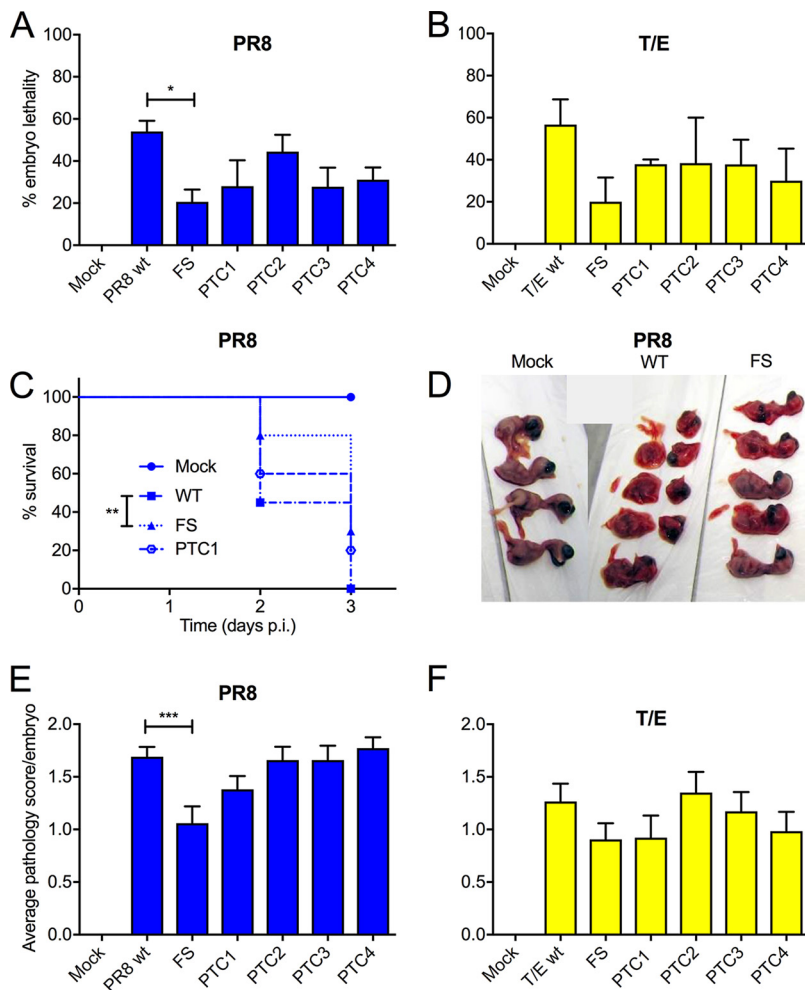 A
PR8
% embryo lethality
80
60
40
20
0
*
Mock
PR8 wt
FS
PTC1
PTC2
PTC3
PTC4
B
T/E
80
60
40
20
0
Mock
T/E wt
FS
PTC1
PTC2
PTC3
PTC4
C
PR8
% survival
100
80
60
40
20
0
Mock
WT
FS
PTC1
**
0
1
2
3
Time (days p.i.)
D
PR8
Mock
WT
FS
E
PR8
Average pathology score/embryo
2.0
1.5
1.0
0.5
0.0
***
Mock
PR8 wt
FS
PTC1
PTC2
PTC3
PTC4
F
T/E
2.0
1.5
1.0
0.5
0.0
Mock
T/E wt
FS
PTC1
PTC2
PTC3
PTC4